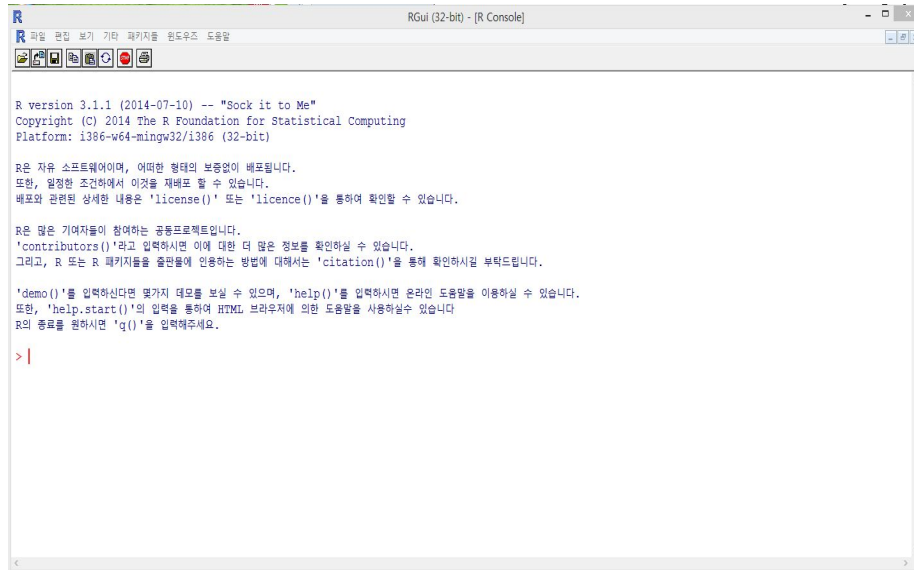 RGui (32-bit) - [R Console]
파일 편집 보기 기타 패키지들 윈도우즈 도움말
R version 3.1.1 (2014-07-10) -- "Sock it to Me"
Copyright (C) 2014 The R Foundation for Statistical Computing
Platform: i386-w64-mingw32/i386 (32-bit)
R은 자유 소프트웨어이며, 어떠한 형태의 보증없이 배포됩니다.
또한, 일정한 조건하에서 이것을 재배포 할 수 있습니다.
배포와 관련된 상세한 내용은 'license()' 또는 'licence()'을 통하여 확인할 수 있습니다.
R은 많은 기여자들이 참여하는 공동프로젝트입니다.
'contributors()'라고 입력하시면 이에 대한 더 많은 정보를 확인하실 수 있습니다.
그리고, R 또는 R 패키지들을 출판물에 인용하는 방법에 대해서는 'citation()'을 통해 확인하시길 부탁드립니다.
'demo()'를 입력하신다면 몇가지 데모를 보실 수 있으며, 'help()'를 입력하시면 온라인 도움말을 이용하실 수 있습니다.
또한, 'help.start()'의 입력을 통하여 HTML 브라우저에 의한 도움말을 사용하실수 있습니다
R의 종료를 원하시면 'q()'을 입력해주세요.
>